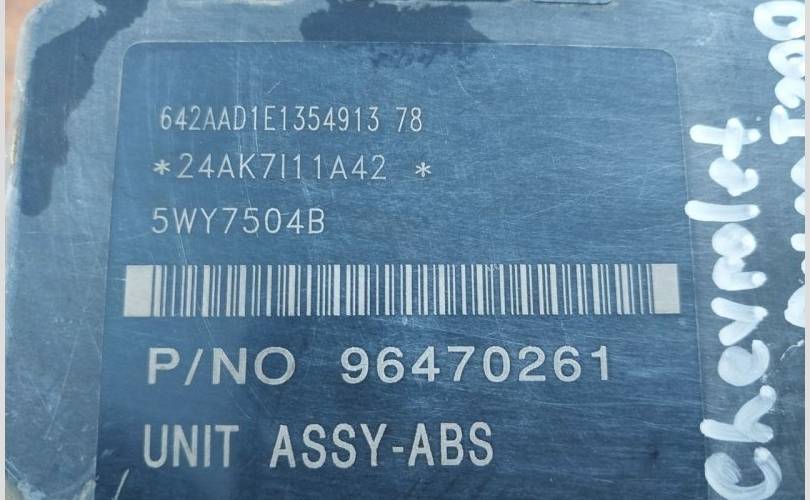 642AAD1E1354913 78
*24AK7I11A42 *
5WY7504B
P/NO 96470261
UNIT ASSY-ABS
Chevrolet